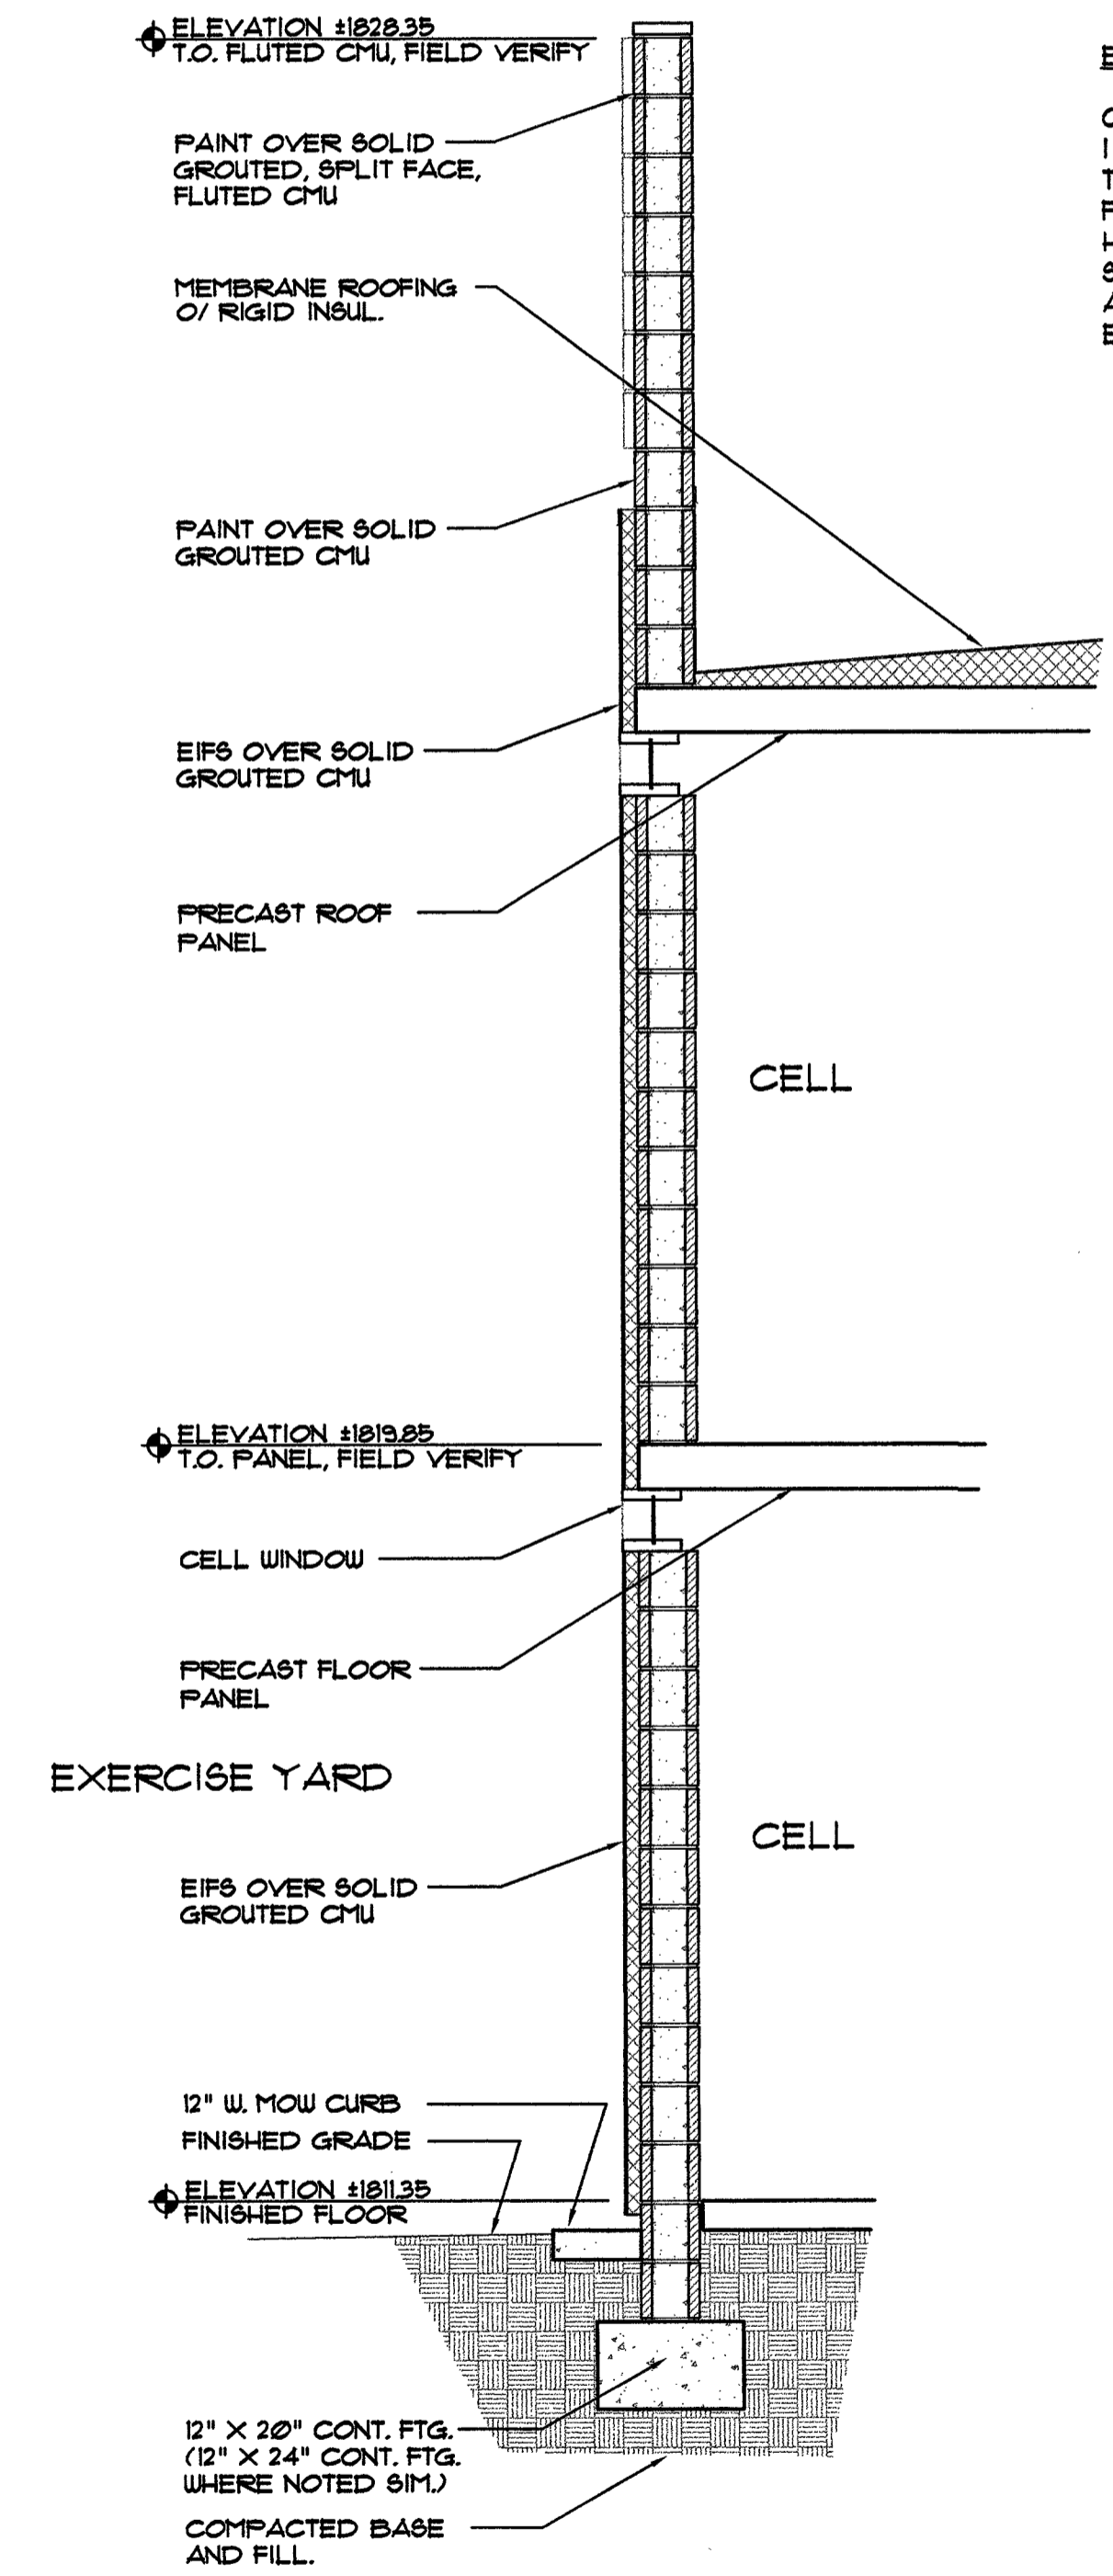 ELEVATION ±1828.35
T.O. FLUTED CMU, FIELD VERIFY
PAINT OVER SOLID
GROUTED, SPLIT FACE,
FLUTED CMU
MEMBRANE ROOFING
O/ RIGID INSUL.
PAINT OVER SOLID
GROUTED CMU
EIFS OVER SOLID
GROUTED CMU
PRECAST ROOF
PANEL
CELL
ELEVATION ±1819.85
T.O. PANEL, FIELD VERIFY
CELL WINDOW
PRECAST FLOOR
PANEL
EXERCISE YARD
CELL
EIFS OVER SOLID
GROUTED CMU
12" W. MOW CURB
FINISHED GRADE
ELEVATION ±1811.35
FINISHED FLOOR
12" X 20" CONT. FTG.
(12" X 24" CONT. FTG.
WHERE NOTED SIM.)
COMPACTED BASE
AND FILL.